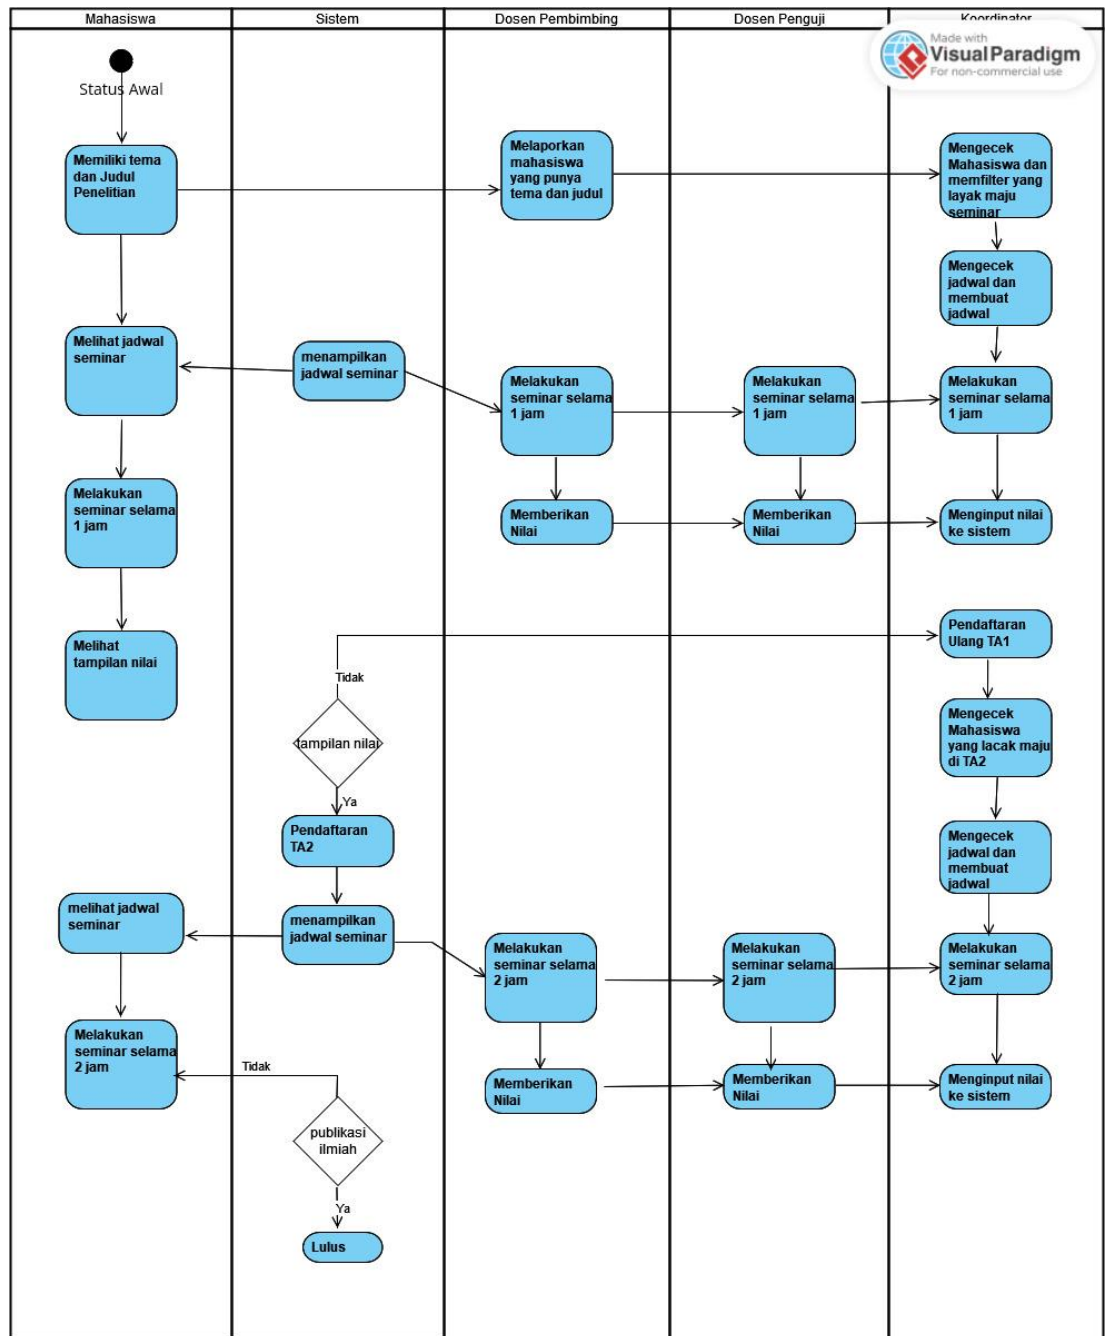 Mahasiswa
Sistem
Dosen Pembimbing
Dosen Penguji
Koordinator
Made with
Visual Paradigm
For non-commercial use
Status Awal
Memiliki tema
dan Judul
Penelitian
Melaporkan
mahasiswa
yang punya
tema dan judul
Mengecek
Mahasiswa dan
memfilter yang
layak maju
seminar
Mengecek
jadwal dan
membuat
jadwal
Melihat jadwal
seminar
menampilkan
jadwal seminar
Melakukan
seminar selama
1 jam
Melakukan
seminar selama
1 jam
Melakukan
seminar selama
1 jam
Melakukan
seminar selama
1 jam
Memberikan
Nilai
Memberikan
Nilai
Menginput nilai
ke sistem
Melihat
tampilan nilai
Pendaftaran
Ulang TA1
Tidak
tampilan nilai
Ya
Mengecek
Mahasiswa
yang lacak maju
di TA2
Pendaftaran
TA2
Mengecek
jadwal dan
membuat
jadwal
melihat jadwal
seminar
menampilkan
jadwal seminar
Melakukan
seminar selama
2 jam
Melakukan
seminar selama
2 jam
Melakukan
seminar selama
2 jam
Melakukan
seminar selama
2 jam
Tidak
Memberikan
Nilai
Memberikan
Nilai
Menginput nilai
ke sistem
publikasi
ilmiah
Ya
Lulus